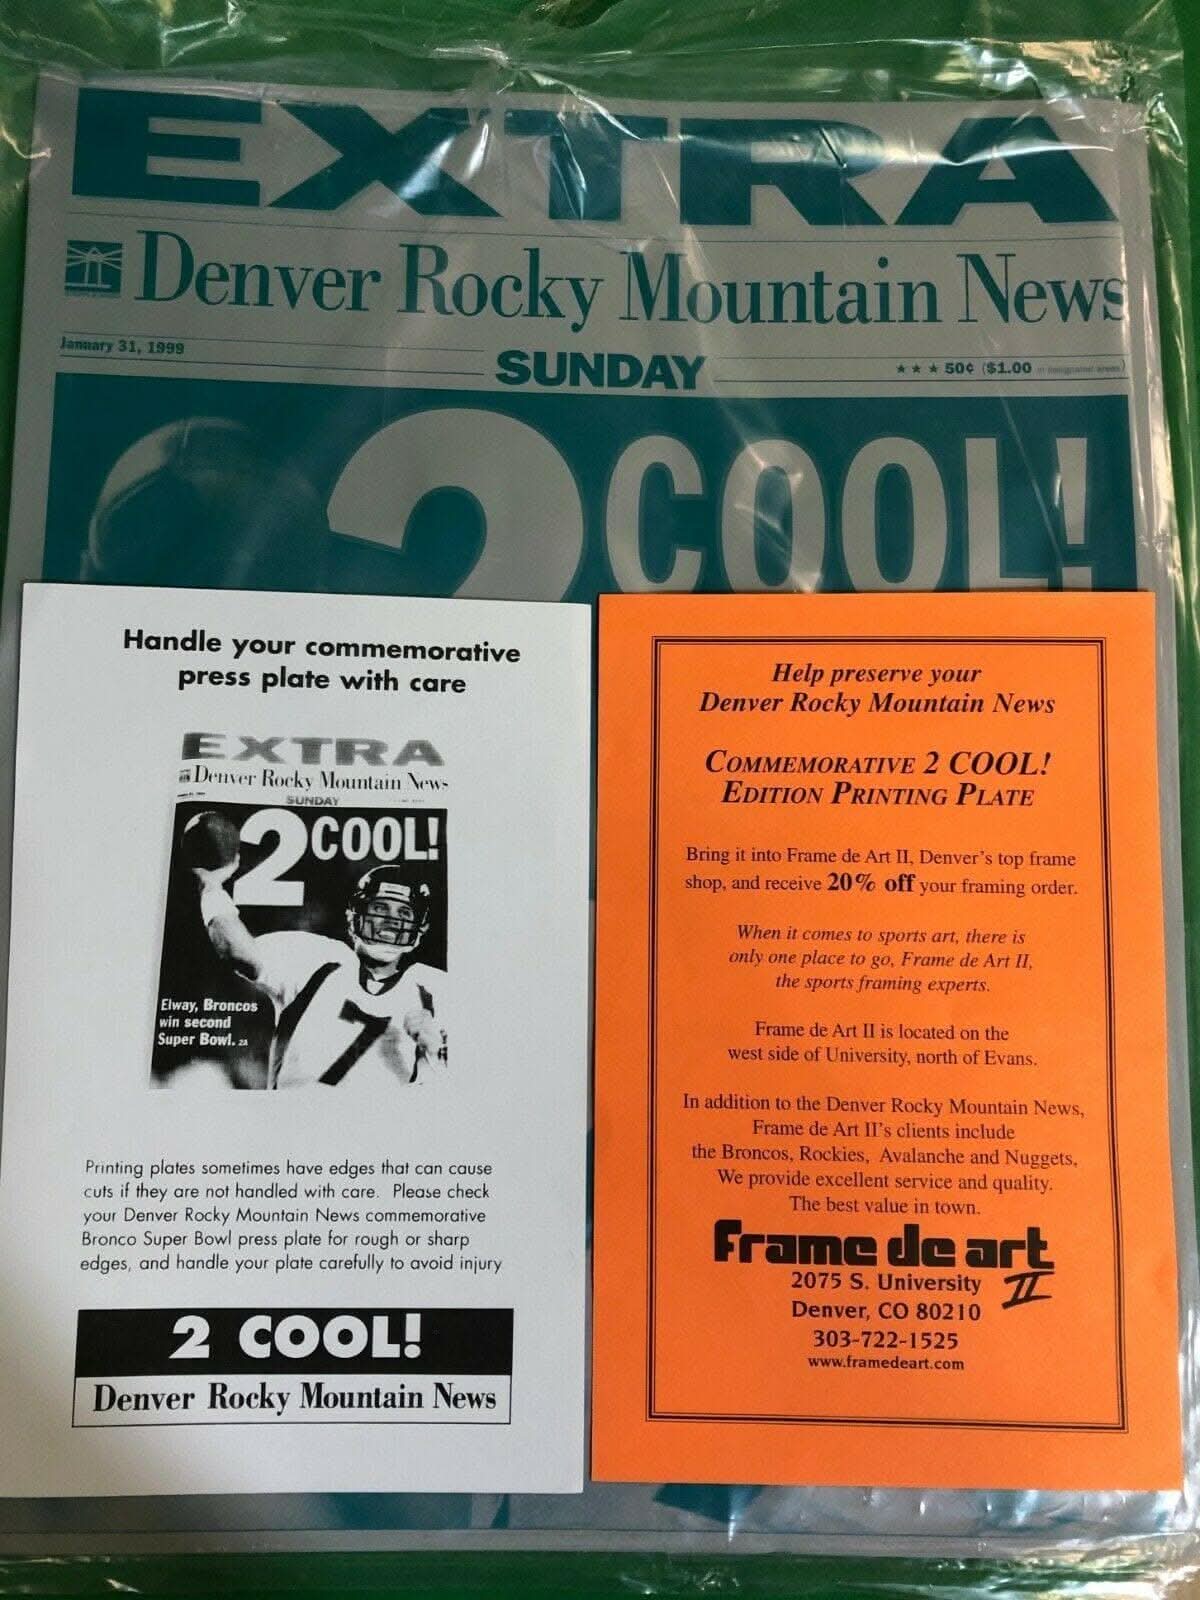 EXTRA
Denver Rocky Mountain News
January 31, 1999
SUNDAY
★ ★ ★ 50¢ ($1.00 in designated areas)
2 COOL!
Handle your commemorative
press plate with care
EXTRA
Denver Rocky Mountain News
SUNDAY
2 COOL!
Elway, Broncos
win second
Super Bowl. 2A
7
Printing plates sometimes have edges that can cause
cuts if they are not handled with care. Please check
your Denver Rocky Mountain News commemorative
Bronco Super Bowl press plate for rough or sharp
edges, and handle your plate carefully to avoid injury
2 COOL!
Denver Rocky Mountain News
Help preserve your
Denver Rocky Mountain News
COMMEMORATIVE 2 COOL!
EDITION PRINTING PLATE
Bring it into Frame de Art II, Denver's top frame
shop, and receive 20% off your framing order.
When it comes to sports art, there is
only one place to go, Frame de Art II,
the sports framing experts.
Frame de Art II is located on the
west side of University, north of Evans.
In addition to the Denver Rocky Mountain News,
Frame de Art II's clients include
the Broncos, Rockies, Avalanche and Nuggets,
We provide excellent service and quality.
The best value in town.
Frame de art
II
2075 S. University
Denver, CO 80210
303-722-1525
www.framedeart.com